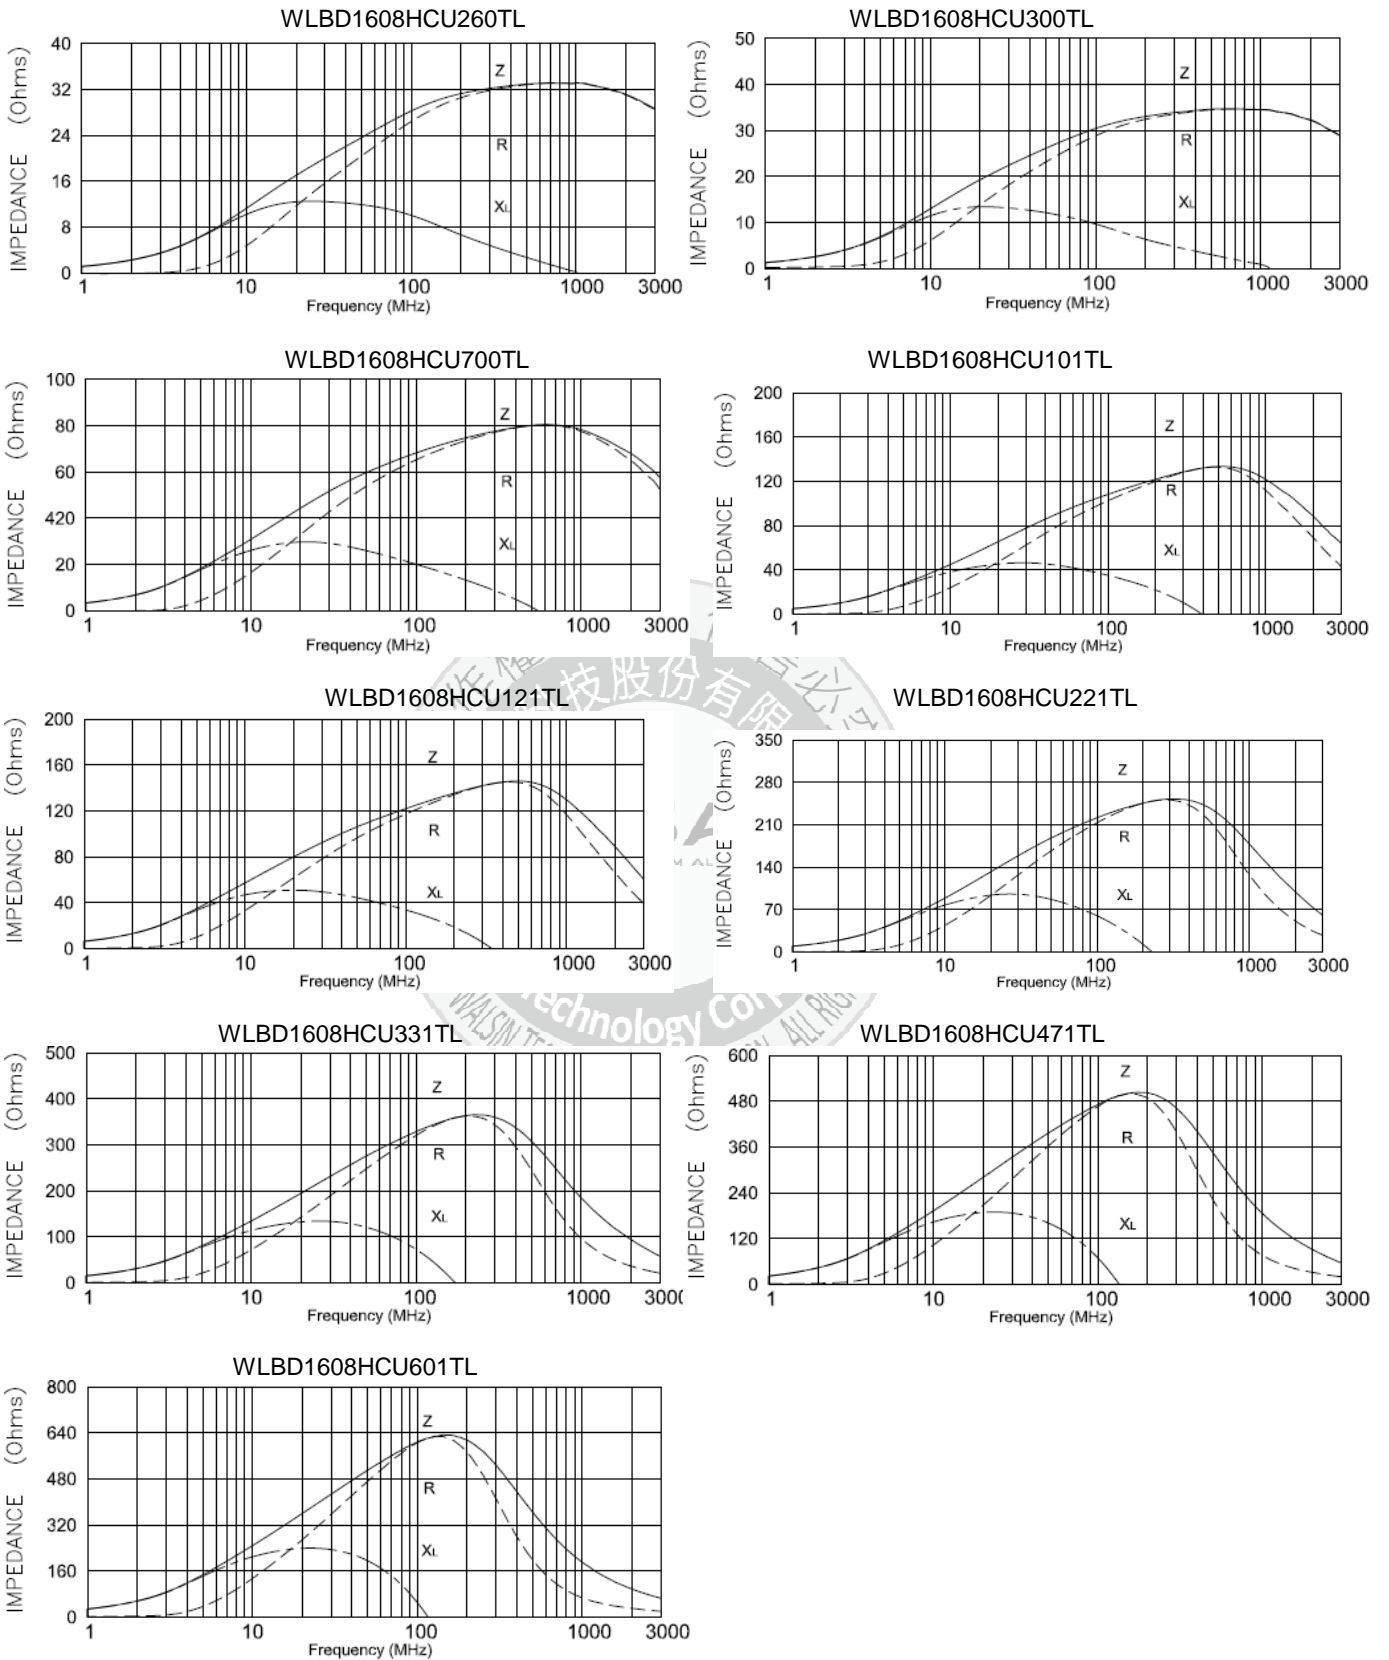 WLBD1608HCU260TL
IMPEDANCE (Ohms)
40
32
24
16
8
0
Z
R
XL
1 10 100 1000 3000
Frequency (MHz)
WLBD1608HCU300TL
IMPEDANCE (Ohms)
50
40
30
20
10
0
Z
R
XL
1 10 100 1000 3000
Frequency (MHz)
WLBD1608HCU700TL
IMPEDANCE (Ohms)
100
80
60
420
20
0
Z
R
XL
1 10 100 1000 3000
Frequency (MHz)
WLBD1608HCU101TL
IMPEDANCE (Ohms)
200
160
120
80
40
0
Z
R
XL
1 10 100 1000 3000
Frequency (MHz)
技股份有限
WLBD1608HCU121TL
IMPEDANCE (Ohms)
200
160
120
80
40
0
Z
R
XL
1 10 100 1000 3000
Frequency (MHz)
WLBD1608HCU221TL
IMPEDANCE (Ohms)
350
280
210
140
70
0
Z
R
XL
1 10 100 1000 3000
Frequency (MHz)
Technology Corp
WLBD1608HCU331TL
IMPEDANCE (Ohms)
500
400
300
200
100
0
Z
R
XL
1 10 100 1000 300
Frequency (MHz)
WLBD1608HCU471TL
IMPEDANCE (Ohms)
600
480
360
240
120
0
Z
R
XL
1 10 100 1000 3000
Frequency (MHz)
WLBD1608HCU601TL
IMPEDANCE (Ohms)
800
640
480
320
160
0
Z
R
XL
1 10 100 1000 3000
Frequency (MHz)